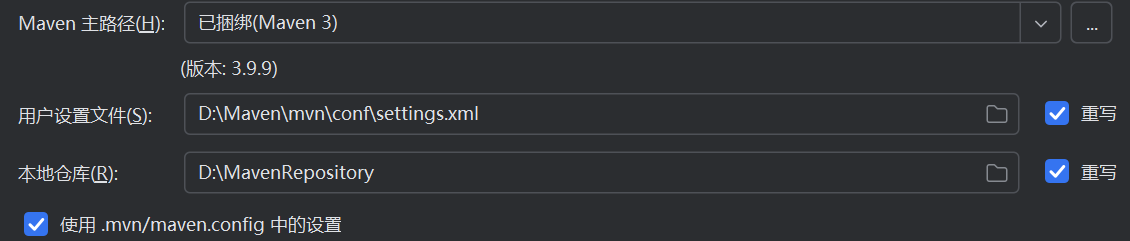 Maven 主路径(H): 已捆绑(Maven 3) ...
(版本: 3.9.9)
用户设置文件(S): D:\Maven\mvn\conf\settings.xml 重写
本地仓库(R): D:\MavenRepository 重写
使用 .mvn/maven.config 中的设置